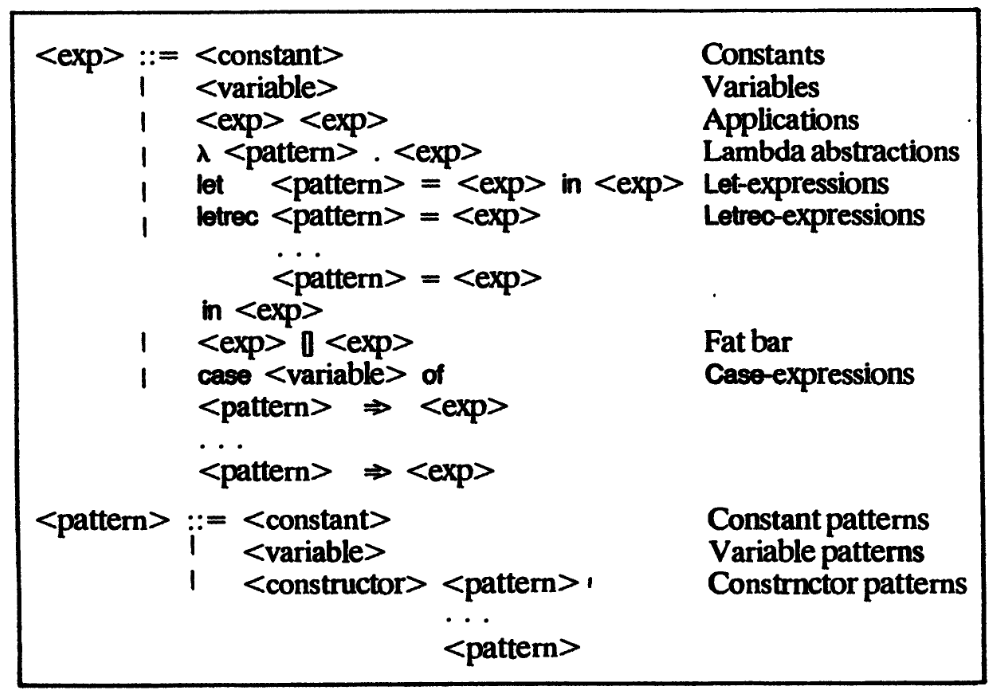 <exp> ::= <constant> Constants
| <variable> Variables
| <exp> <exp> Applications
| λ <pattern> . <exp> Lambda abstractions
| let <pattern> = <exp> in <exp> Let-expressions
| letrec <pattern> = <exp> Letrec-expressions
. . .
<pattern> = <exp>
in <exp>
| <exp> [] <exp> Fat bar
| case <variable> of Case-expressions
<pattern> ⇒ <exp>
. . .
<pattern> ⇒ <exp>
<pattern> ::= <constant> Constant patterns
| <variable> Variable patterns
| <constructor> <pattern> Constrnctor patterns
. . .
<pattern>